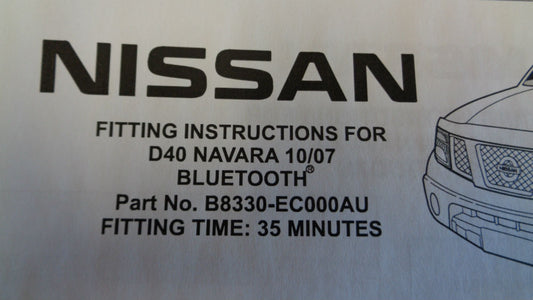 NISSAN
FITTING INSTRUCTIONS FOR
D40 NAVARA 10/07
BLUETOOTH®
Part No. B8330-EC000AU
FITTING TIME: 35 MINUTES